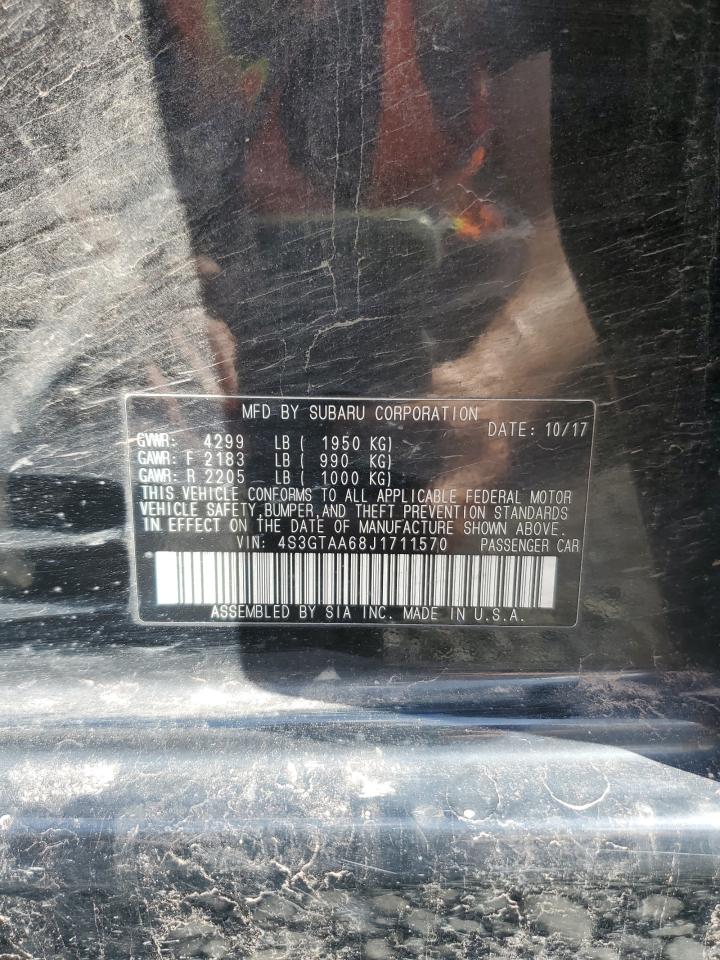 MFD BY SUBARU CORPORATION
DATE: 10/17
GVWR: 4299 LB ( 1950 KG)
GAWR: F 2183 LB ( 990 KG)
GAWR: R 2205 LB ( 1000 KG)
THIS VEHICLE CONFORMS TO ALL APPLICABLE FEDERAL MOTOR
VEHICLE SAFETY, BUMPER, AND THEFT PREVENTION STANDARDS
IN EFFECT ON THE DATE OF MANUFACTURE SHOWN ABOVE.
VIN: 4S3GTAA68J1711570 PASSENGER CAR
ASSEMBLED BY SIA INC. MADE IN U.S.A.